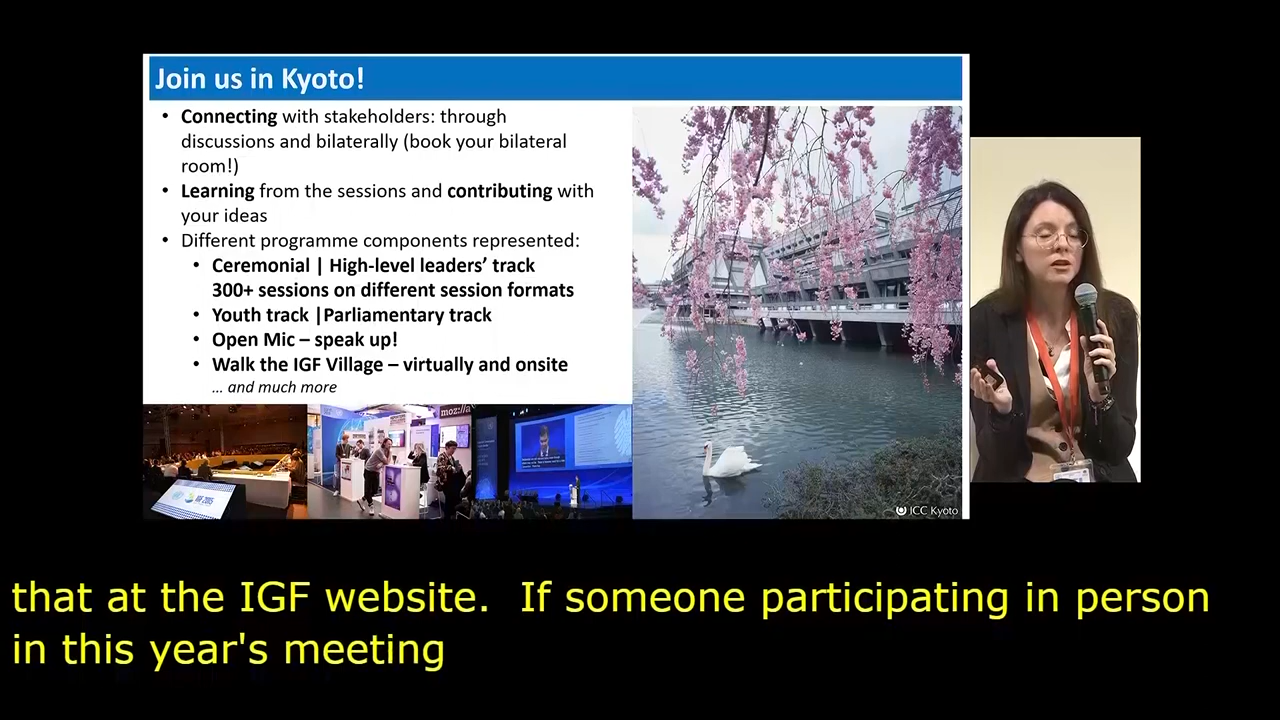 Join us in Kyoto!
• Connecting with stakeholders: through
discussions and bilaterally (book your bilateral
room!)
• Learning from the sessions and contributing with
your ideas
• Different programme components represented:
• Ceremonial | High-level leaders’ track
300+ sessions on different session formats
• Youth track |Parliamentary track
• Open Mic – speak up!
• Walk the IGF Village – virtually and onsite
… and much more
moz://a
IGF 2015
ICC Kyoto
that at the IGF website.  If someone participating in person
in this year's meeting